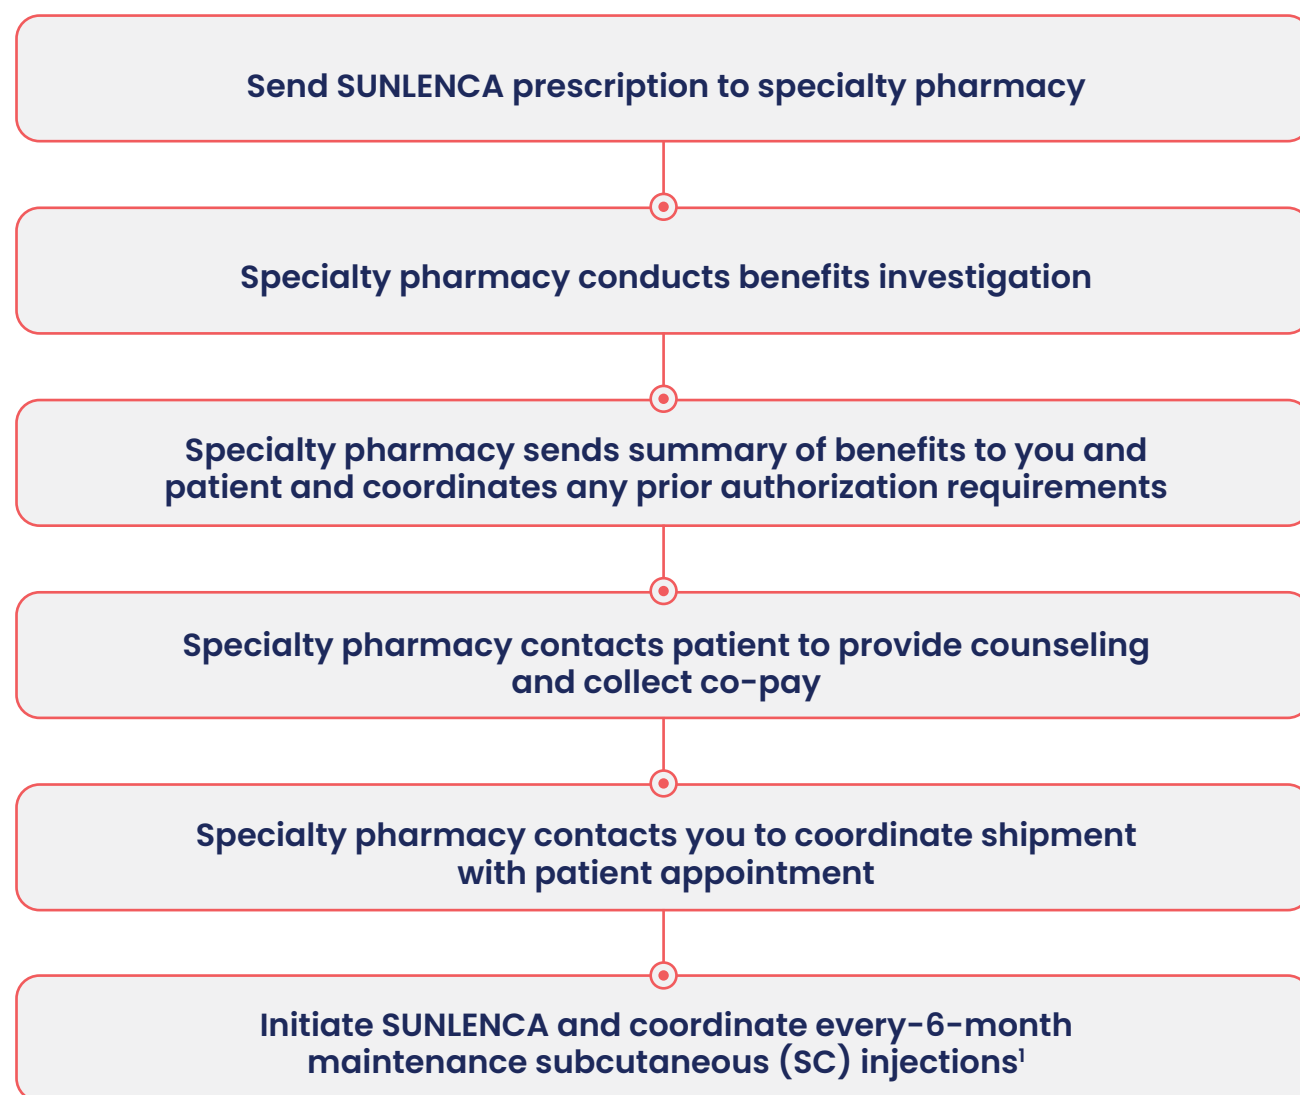 Send SUNLENCA prescription to specialty pharmacy
Specialty pharmacy conducts benefits investigation
Specialty pharmacy sends summary of benefits to you and
patient and coordinates any prior authorization requirements
Specialty pharmacy contacts patient to provide counseling
and collect co-pay
Specialty pharmacy contacts you to coordinate shipment
with patient appointment
Initiate SUNLENCA and coordinate every-6-month
maintenance subcutaneous (SC) injections¹